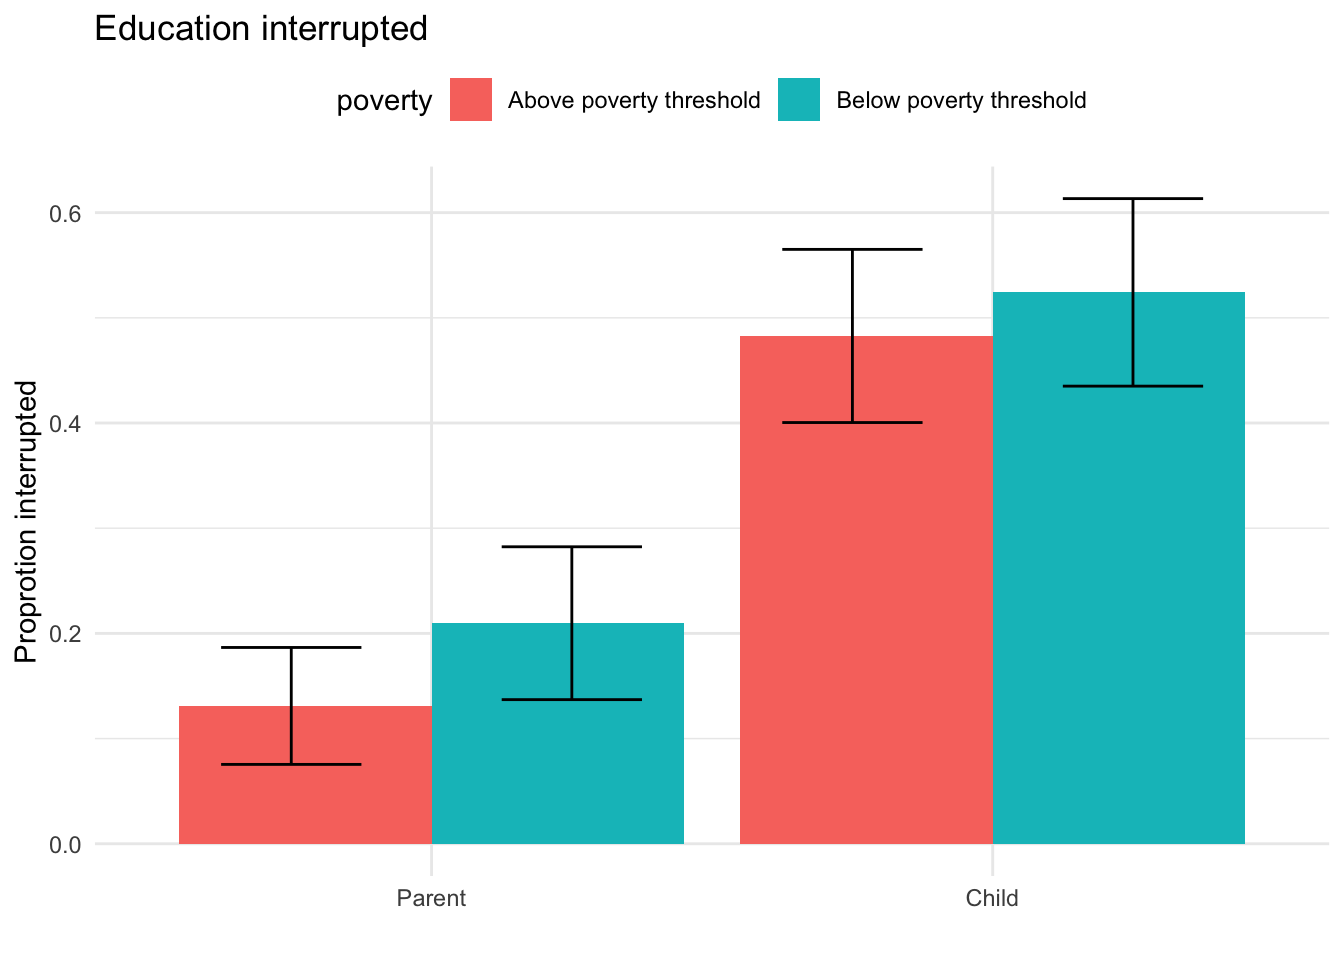 Education interrupted
poverty Above poverty threshold Below poverty threshold
Proprotion interrupted
0.6
0.4
0.2
0.0
Parent Child